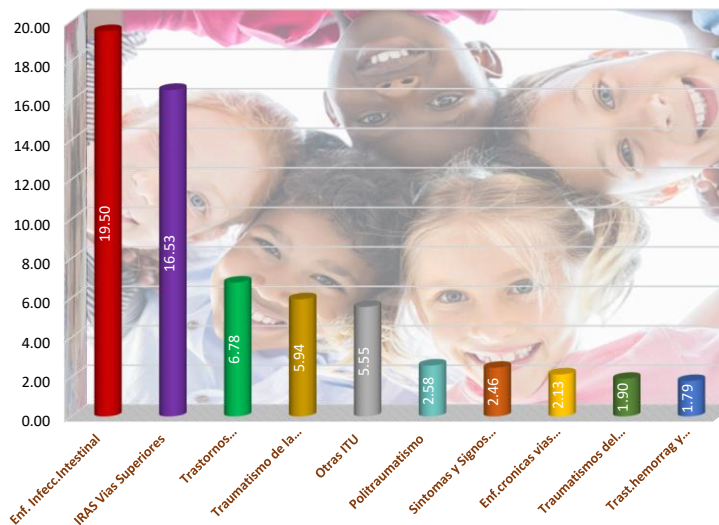 20.00
18.00
16.00
14.00
12.00
10.00
8.00
6.00
4.00
2.00
0.00
19.50
16.53
6.78
5.94
5.55
2.58
2.46
2.13
1.90
1.79
Enf. Infecc.Intestinal
IRAS Vias Superiores
Trastornos...
Traumatismo de la...
Otras ITU
Politraumatismo
Sintomas y Signos...
Enf.cronicas vias...
Traumatismos del...
Trast.hemorrag y...